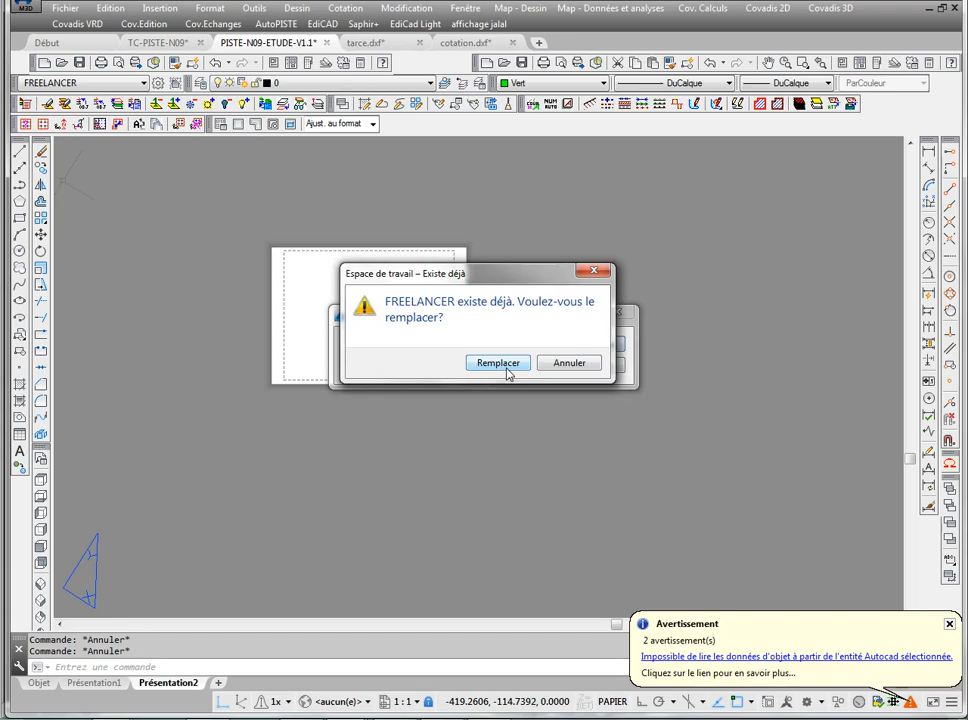 M3D
Fichier Edition Insertion Format Outils Dessin Cotation Modification Map - Dessin Map - Données et analyses Cov. Calculs Covadis 2D Covadis 3D
Covadis VRD Cov.Edition Cov.Echanges AutoPISTE EdiCAD Saphir+ EdiCad Light affichage jalal
Début TC-PISTE-N09* PISTE-N09-ETUDE-V1.1* tarce.dxf* cotation.dxf*
FREELANCER 0 Vert DuCalque DuCalque ParCouleur
Ajust. au format
Espace de travail – Existe déjà
FREELANCER existe déjà. Voulez-vous le
remplacer?
Remplacer Annuler
Avertissement
2 avertissement(s)
Impossible de lire les données d'objet à partir de l'entité Autocad sélectionnée.
Cliquez sur le lien pour en savoir plus...
Commande: *Annuler*
Commande: *Annuler*
Entrez une commande
Objet Présentation1 Présentation2
1x <aucun(e)> 1:1 -419.2606, -114.7392, 0.0000 PAPIER